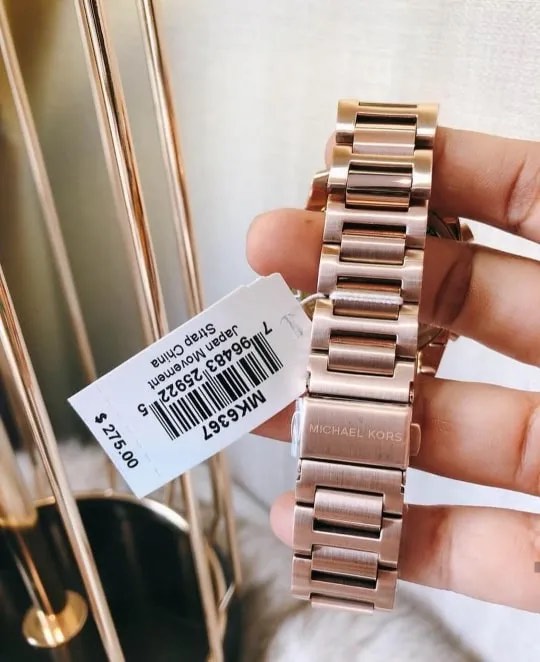 MK6367
7 96483 25922 5
Japan Movement
Strap China
$ 275.00
MICHAEL KORS